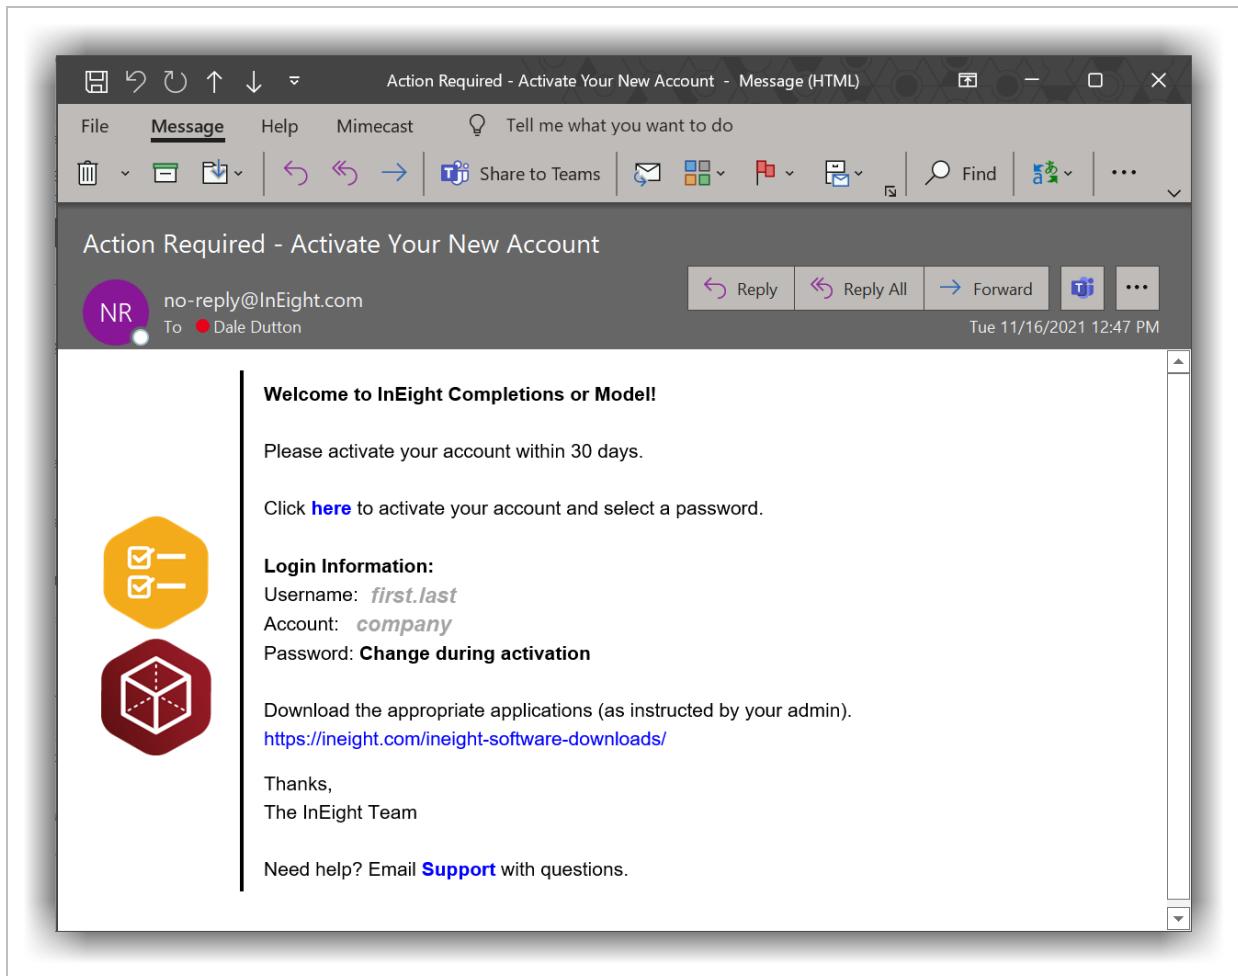 Action Required - Activate Your New Account - Message (HTML)
File Message Help Mimecast Tell me what you want to do
Share to Teams Find
Action Required - Activate Your New Account
NR
no-reply@InEight.com
To Dale Dutton
Reply Reply All Forward
Tue 11/16/2021 12:47 PM
Welcome to InEight Completions or Model!
Please activate your account within 30 days.
Click here to activate your account and select a password.
Login Information:
Username: first.last
Account: company
Password: Change during activation
Download the appropriate applications (as instructed by your admin).
https://ineight.com/ineight-software-downloads/
Thanks,
The InEight Team
Need help? Email Support with questions.